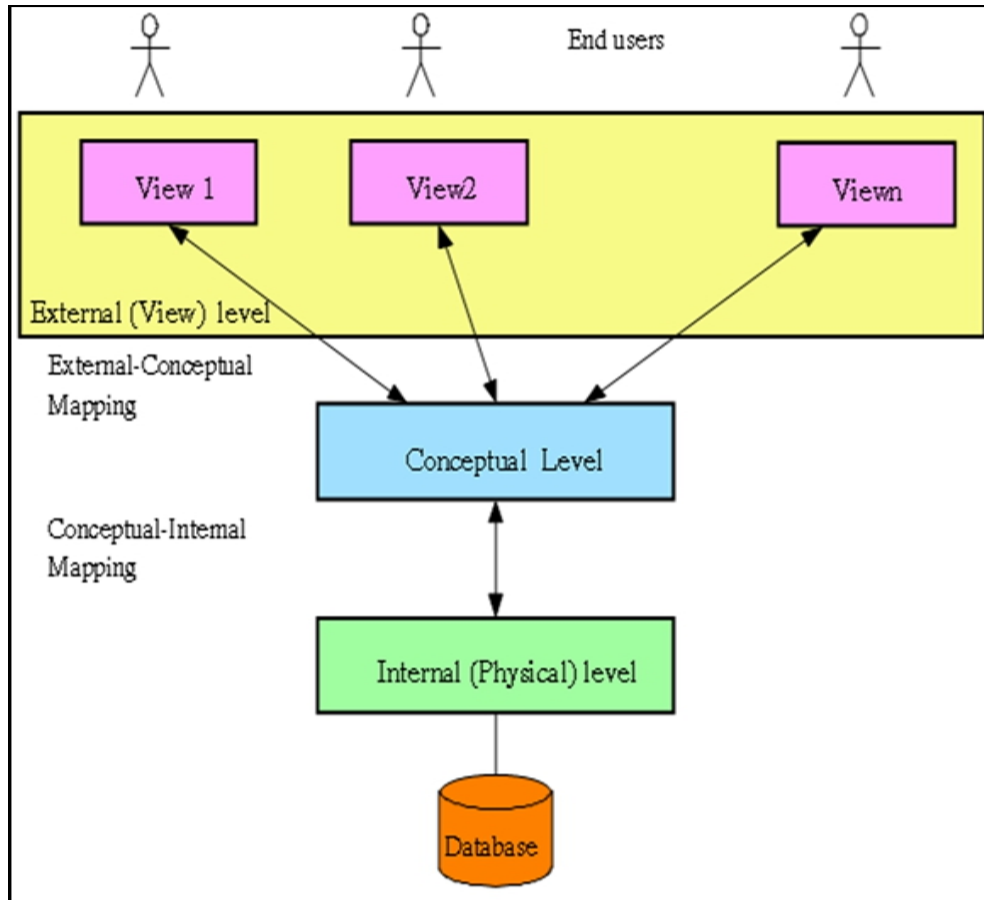 End users
View 1
View2
Viewn
External (View) level
External-Conceptual
Mapping
Conceptual Level
Conceptual-Internal
Mapping
Internal (Physical) level
Database